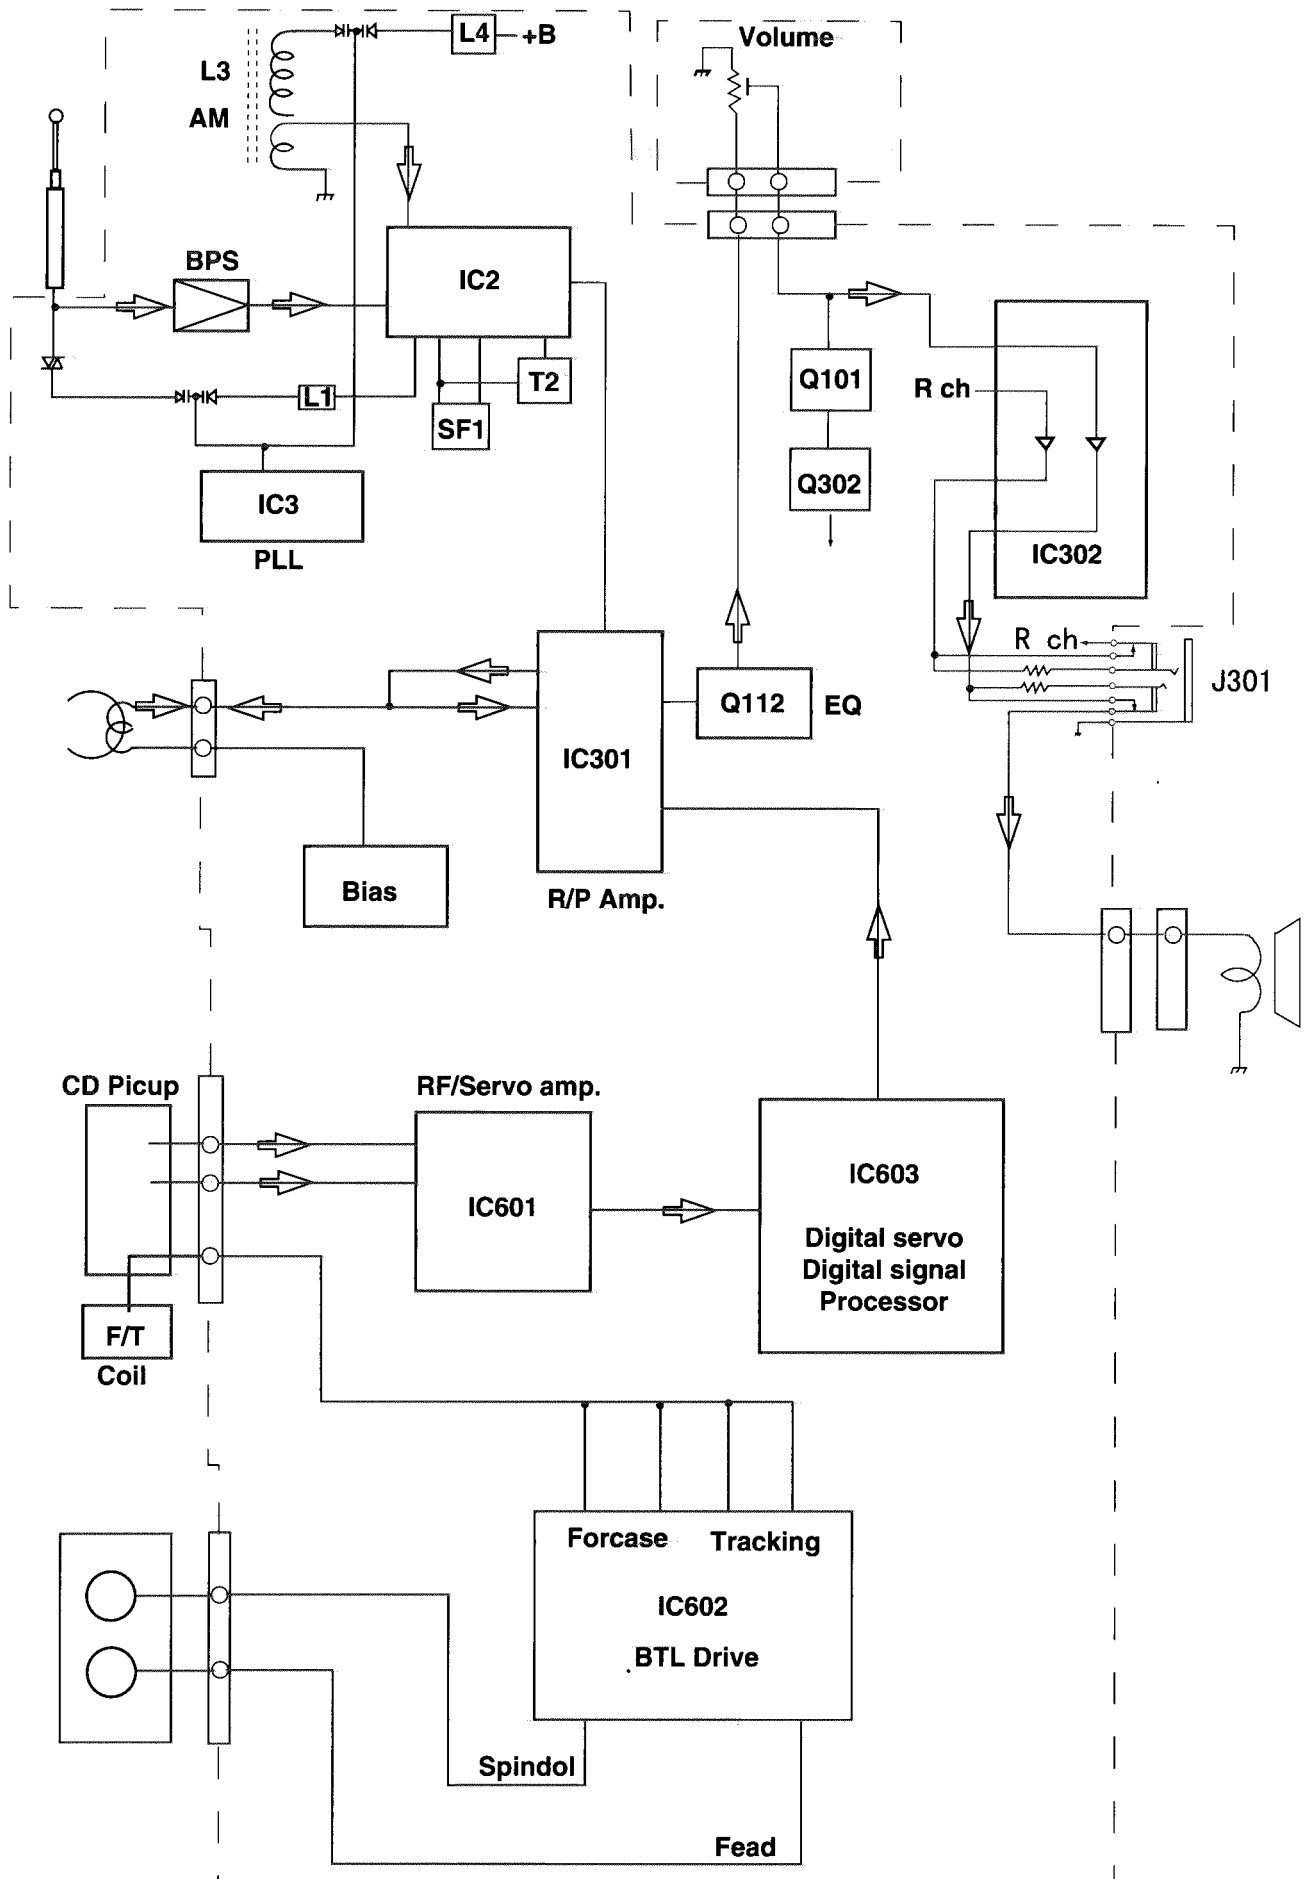 L4
+B
Volume
L3
AM
BPS
IC2
T2
Q101
R ch
L1
SF1
Q302
IC3
PLL
IC302
R ch
J301
Q112
EQ
IC301
Bias
R/P Amp.
CD Picup
RF/Servo amp.
IC603
IC601
Digital servo
Digital signal
Processor
F/T
Coil
Forcase
Tracking
IC602
BTL Drive
Spindol
Fead